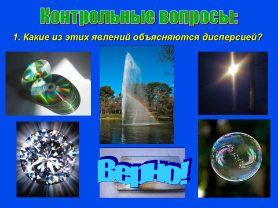 Контрольные вопросы:
1. Какие из этих явлений объясняются дисперсией?
Верно!